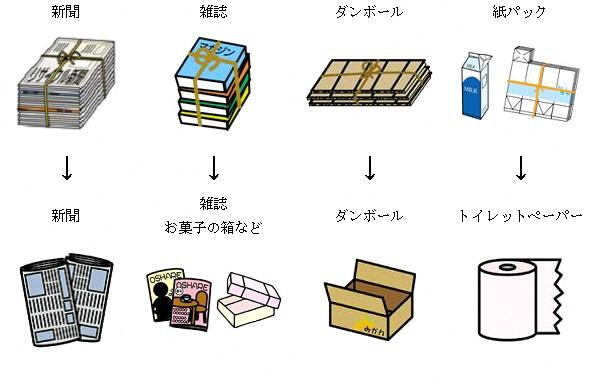 新聞
雑誌
ダンボール
紙パック
マガジン
MILK
MILK
↓
↓
↓
↓
新聞
雑誌
お菓子の箱など
ダンボール
トイレットペーパー
OSHARE
OSHARE
みかん